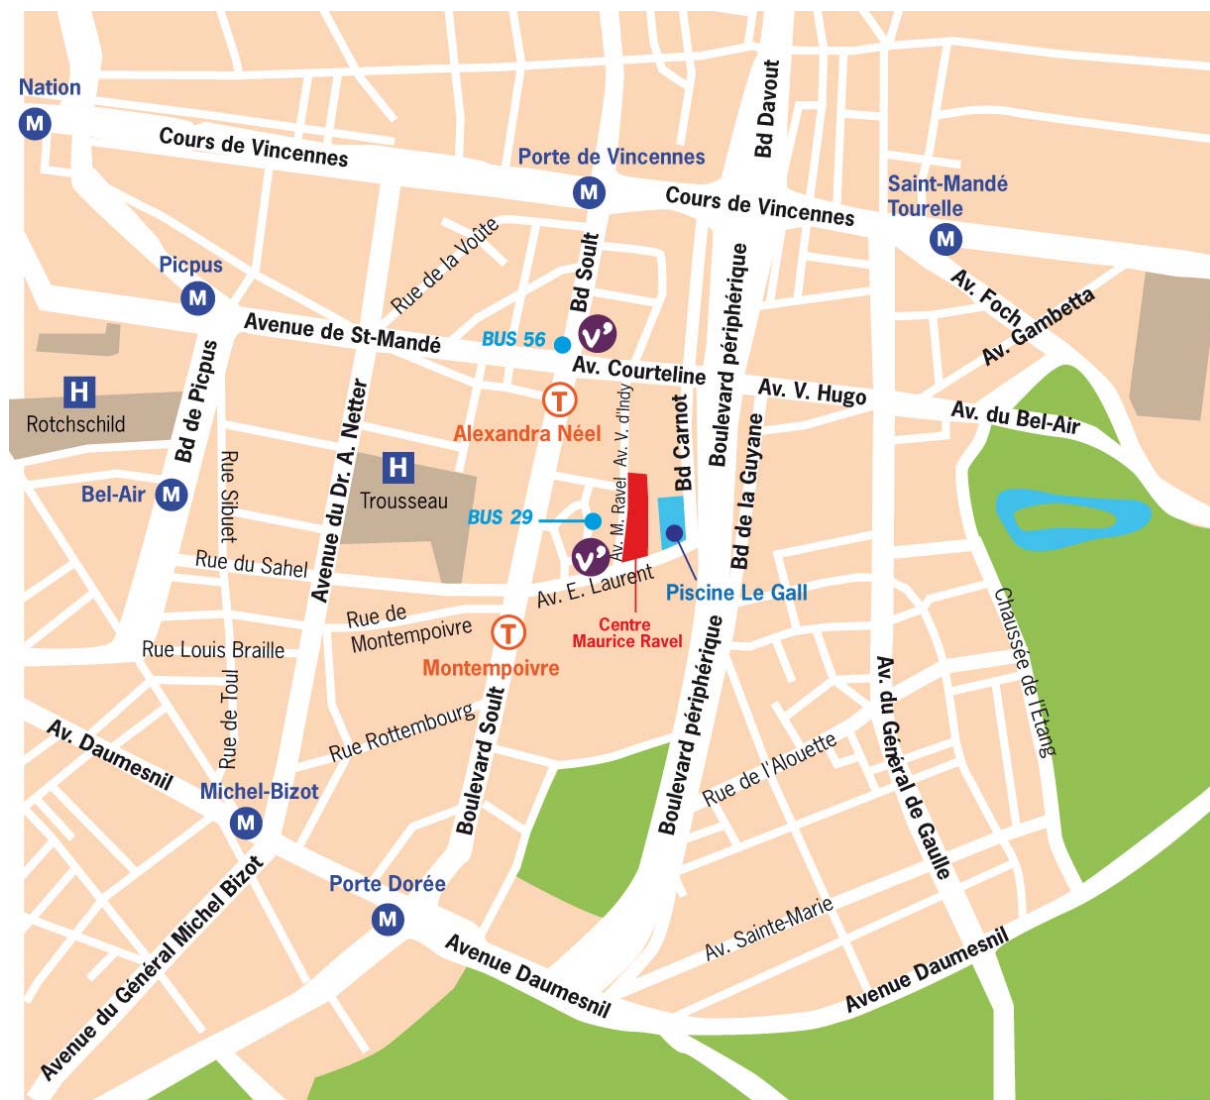 Nation
M
Cours de Vincennes
Porte de Vincennes
M
Bd Davout
Cours de Vincennes
Saint-Mandé
Tourelle
M
Picpus
M
Rue de la Voûte
Bd Soult
Boulevard périphérique
Av. Foch
Av. Gambetta
Avenue de St-Mandé
BUS 56
v'
Av. Courteline
Av. V. Hugo
Av. du Bel-Air
H
Rotchschild
Bd de Picpus
Avenue du Dr. A. Netter
T
Alexandra Néel
Av. V. d'Indy
Bd Carnot
Bd de la Guyane
Bel-Air
M
Rue Sibuet
H
Trousseau
BUS 29
Av. M. Ravel
v'
Rue du Sahel
Av. E. Laurent
Piscine Le Gall
Centre
Maurice Ravel
Rue de
Montempoivre
T
Montempoivre
Rue Louis Braille
Rue de Toul
Chaussée de l'Etang
Av. du Général de Gaulle
Boulevard périphérique
Av. Daumesnil
Rue Rottembourg
Boulevard Soult
Rue de l'Alouette
Michel-Bizot
M
Porte Dorée
M
Avenue du Général Michel Bizot
Avenue Daumesnil
Av. Sainte-Marie
Avenue Daumesnil